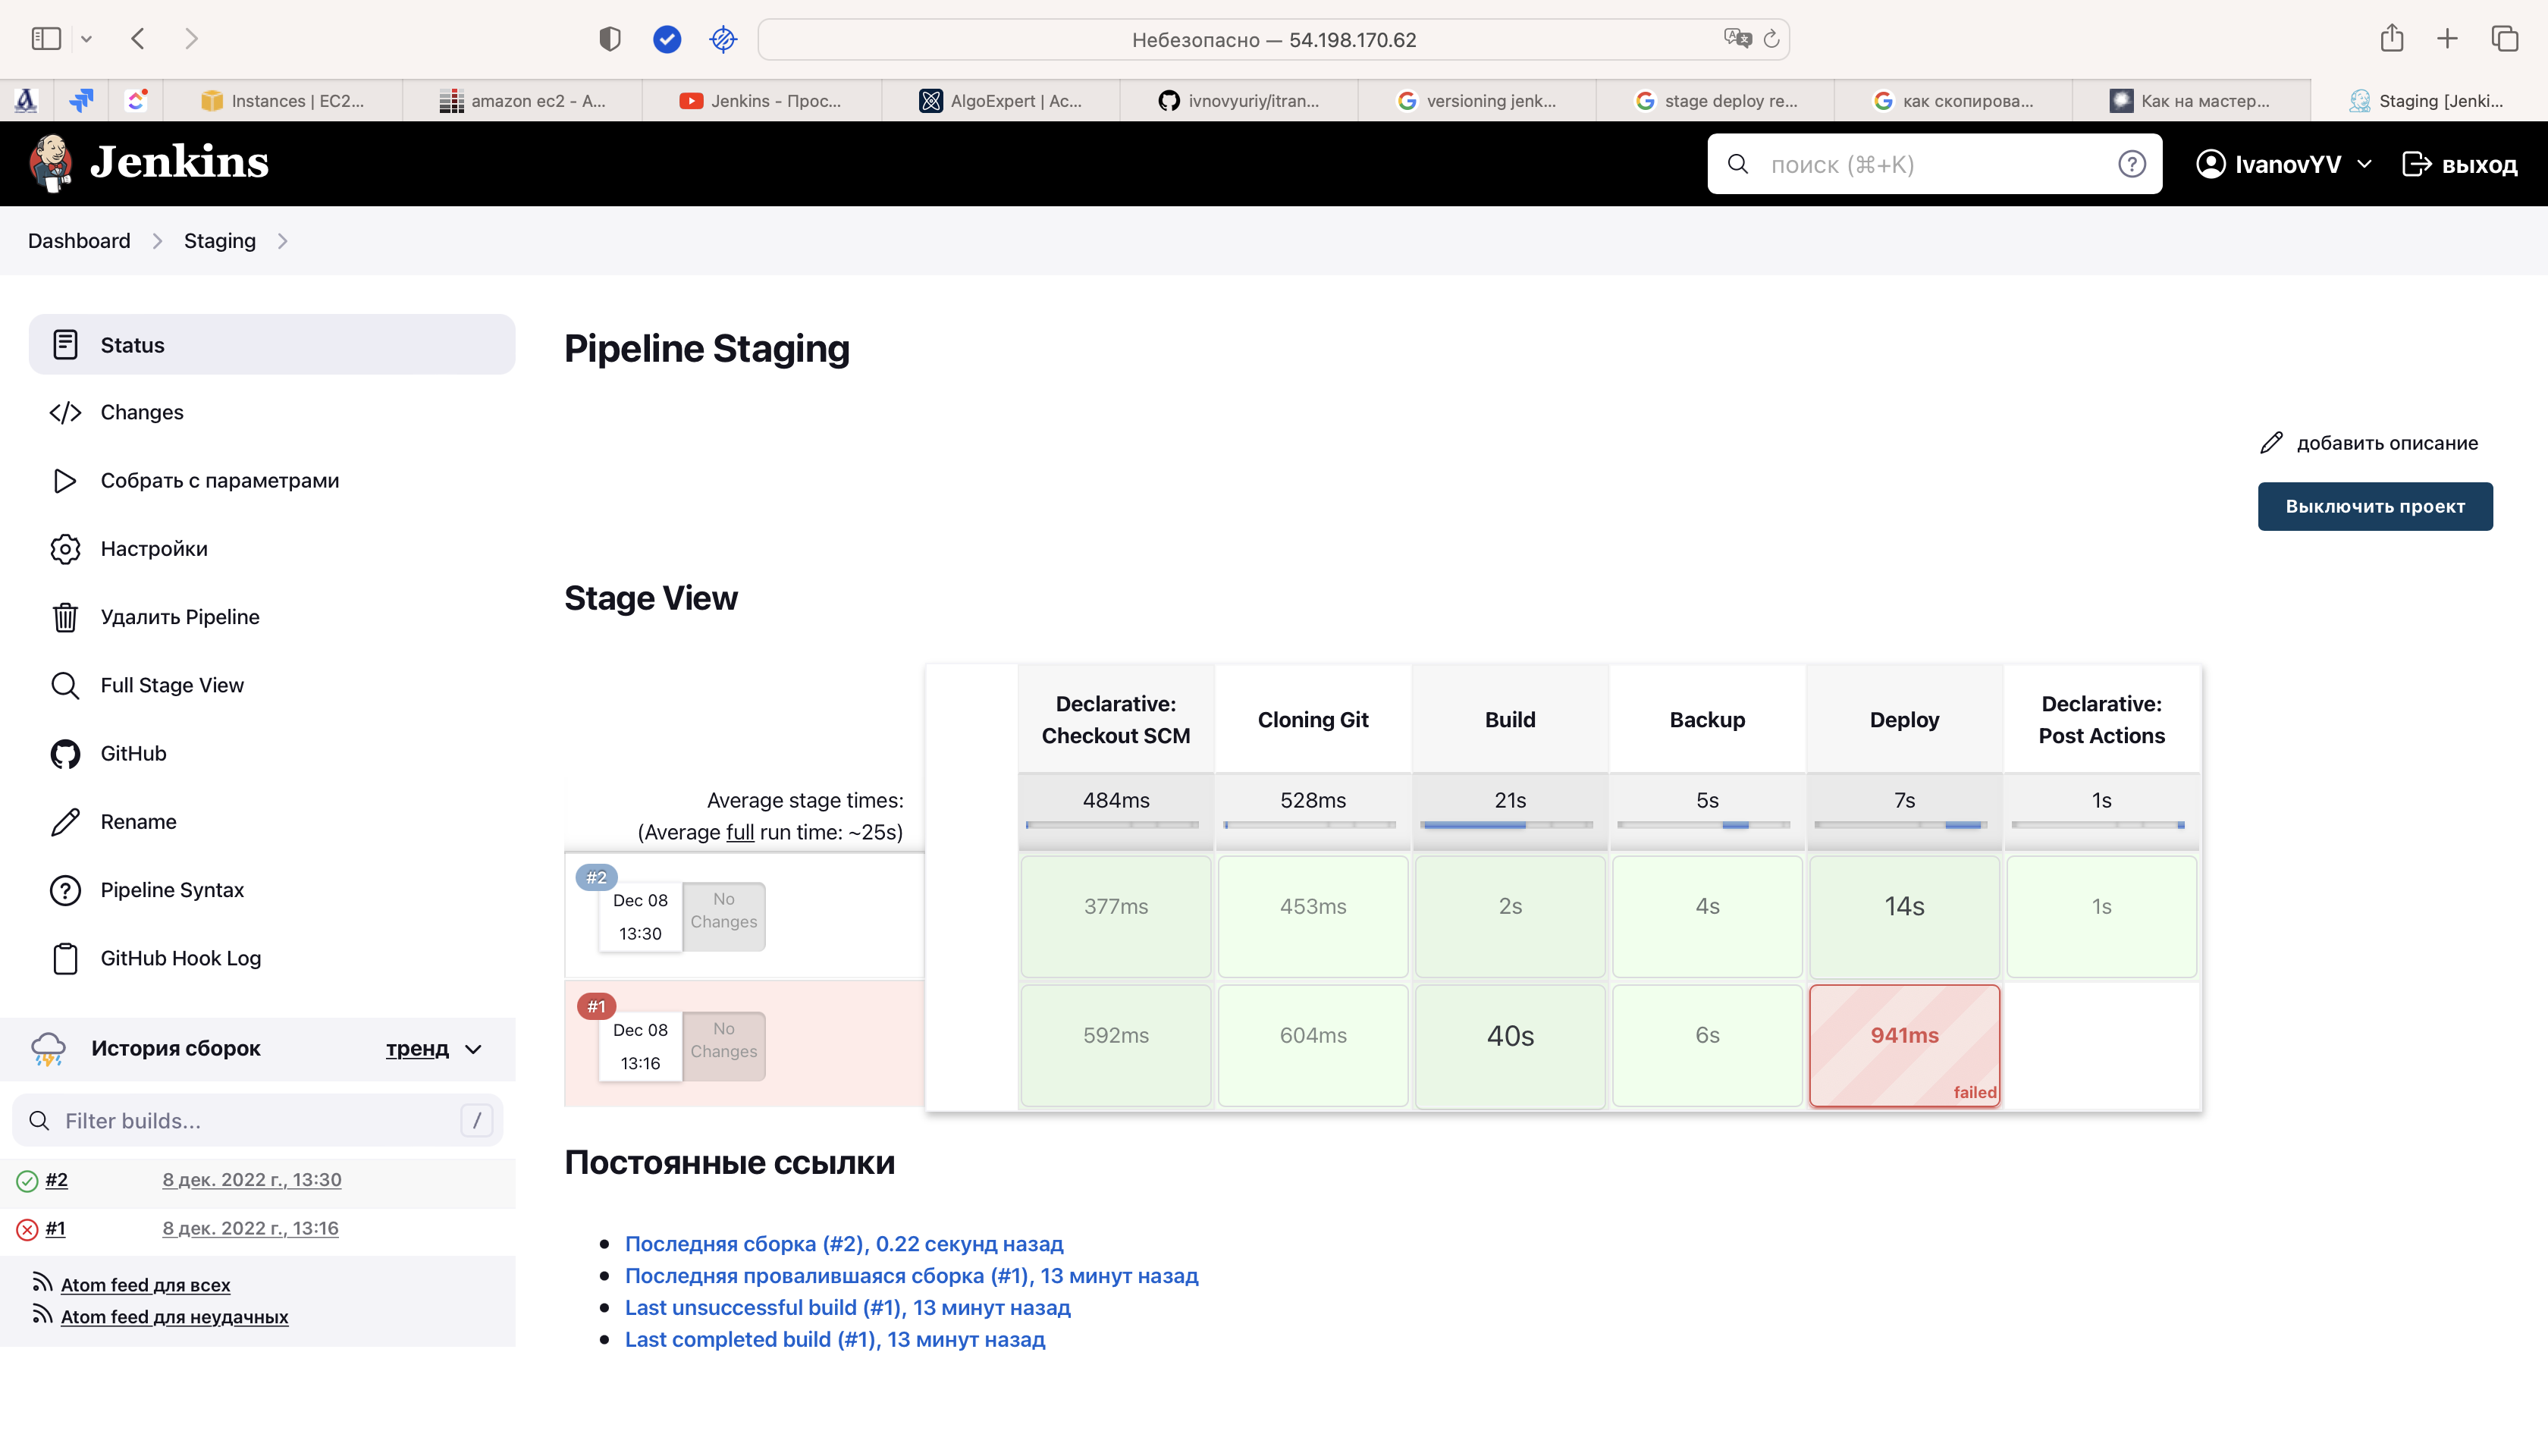 Небезопасно — 54.198.170.62
Instances | EC2...
amazon ec2 - A...
Jenkins - Прос...
AlgoExpert | Ac...
ivnovyuriy/itran...
versioning jenk...
stage deploy re...
как скопирова...
Как на мастер...
Staging [Jenki...
Jenkins
поиск (⌘+K)
IvanovYV
выход
Dashboard
Staging
Status
Changes
Собрать с параметрами
Настройки
Удалить Pipeline
Full Stage View
GitHub
Rename
Pipeline Syntax
GitHub Hook Log
История сборок
тренд
Filter builds...
/
#2
8 дек. 2022 г., 13:30
#1
8 дек. 2022 г., 13:16
Atom feed для всех
Atom feed для неудачных
Pipeline Staging
добавить описание
Выключить проект
Stage View
Declarative: Checkout SCM
Cloning Git
Build
Backup
Deploy
Declarative: Post Actions
Average stage times:
(Average full run time: ~25s)
484ms
528ms
21s
5s
7s
1s
#2
Dec 08
13:30
No Changes
377ms
453ms
2s
4s
14s
1s
#1
Dec 08
13:16
No Changes
592ms
604ms
40s
6s
941ms
failed
Постоянные ссылки
Последняя сборка (#2), 0.22 секунд назад
Последняя провалившаяся сборка (#1), 13 минут назад
Last unsuccessful build (#1), 13 минут назад
Last completed build (#1), 13 минут назад